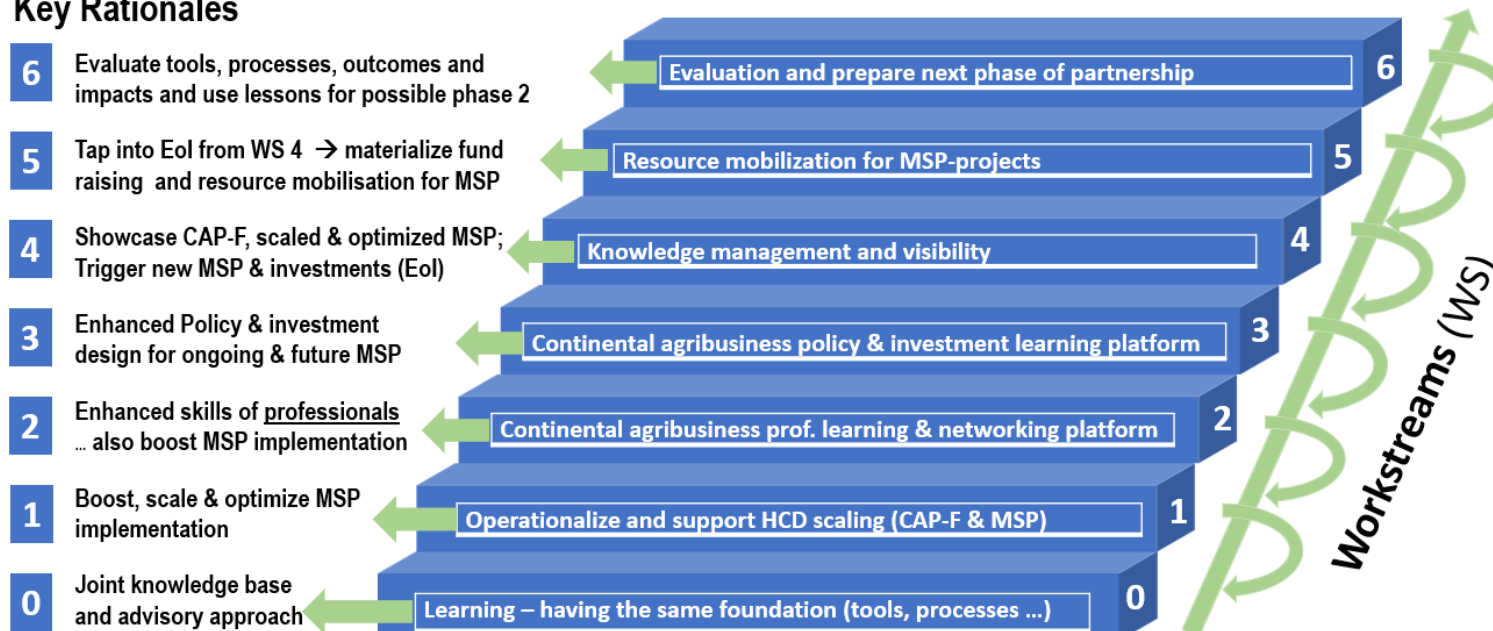 Key Rationales
6
Evaluate tools, processes, outcomes and
impacts and use lessons for possible phase 2
Evaluation and prepare next phase of partnership
6
5
Tap into EoI from WS 4 → materialize fund
raising and resource mobilisation for MSP
Resource mobilization for MSP-projects
5
4
Showcase CAP-F, scaled & optimized MSP;
Trigger new MSP & investments (EoI)
Knowledge management and visibility
4
3
Enhanced Policy & investment
design for ongoing & future MSP
Continental agribusiness policy & investment learning platform
3
2
Enhanced skills of professionals
... also boost MSP implementation
Continental agribusiness prof. learning & networking platform
2
1
Boost, scale & optimize MSP
implementation
Operationalize and support HCD scaling (CAP-F & MSP)
1
0
Joint knowledge base
and advisory approach
Learning – having the same foundation (tools, processes ...)
0
Workstreams (WS)